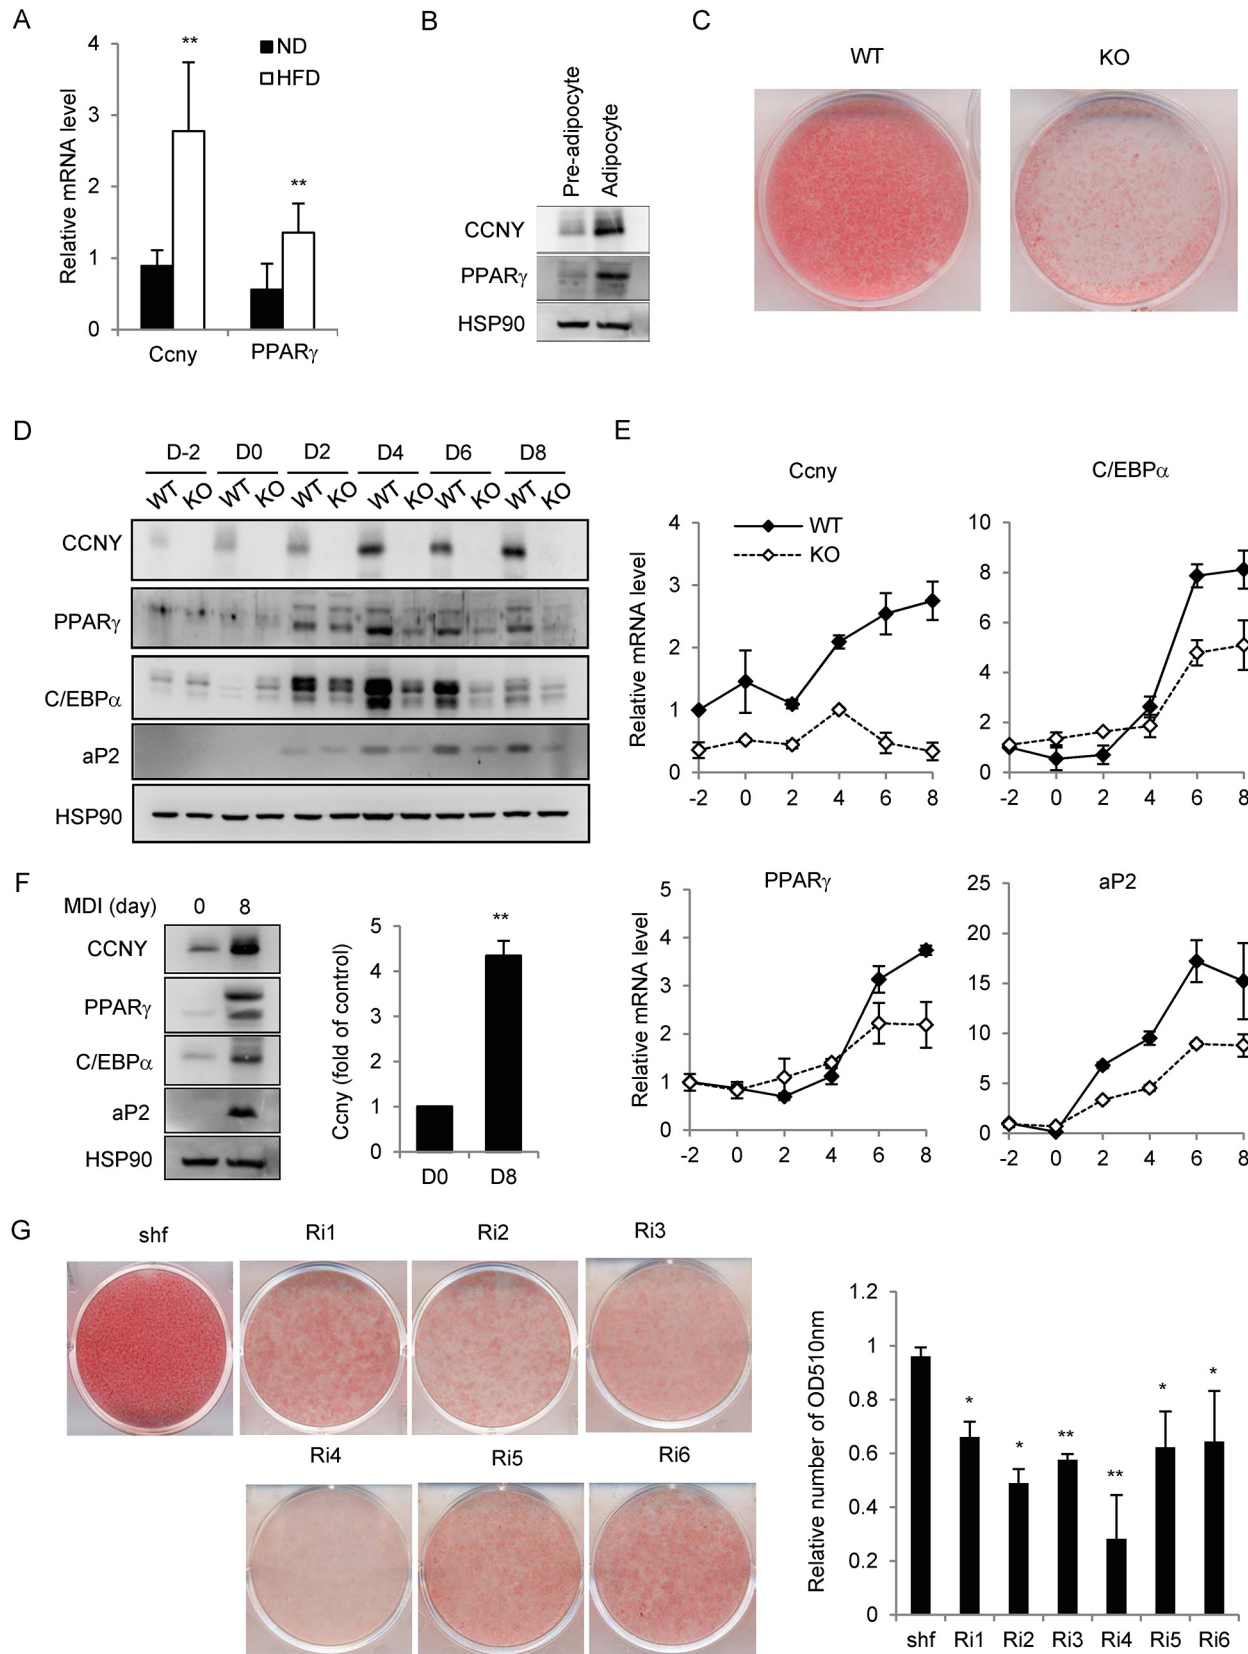 A
4
3
2
1
0
Relative mRNA level
**
**
ND
HFD
Ccny
PPARγ
B
Pre-adipocyte
Adipocyte
CCNY
PPARγ
HSP90
C
WT
KO
D
D-2
D0
D2
D4
D6
D8
WT KO WT KO WT KO WT KO WT KO WT KO
CCNY
PPARγ
C/EBPα
aP2
HSP90
E
Ccny
Relative mRNA level
4
3
2
1
0
WT
KO
-2 0 2 4 6 8
C/EBPα
10
8
6
4
2
0
-2 0 2 4 6 8
PPARγ
Relative mRNA level
5
4
3
2
1
0
-2 0 2 4 6 8
aP2
25
20
15
10
5
0
-2 0 2 4 6 8
F
MDI (day) 0 8
CCNY
PPARγ
C/EBPα
aP2
HSP90
Ccny (fold of control)
5
4
3
2
1
0
**
D0 D8
G
shf
Ri1
Ri2
Ri3
Ri4
Ri5
Ri6
Relative number of OD510nm
1.2
1
0.8
0.6
0.4
0.2
0
*
*
**
**
*
*
shf Ri1 Ri2 Ri3 Ri4 Ri5 Ri6